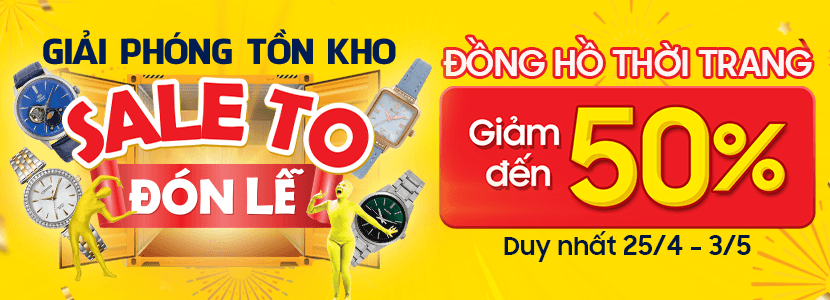 GIẢI PHÓNG TỒN KHO
SALE TO
ĐÓN LỄ
ĐỒNG HỒ THỜI TRANG
Giảm
đến
50%
Duy nhất 25/4 - 3/5